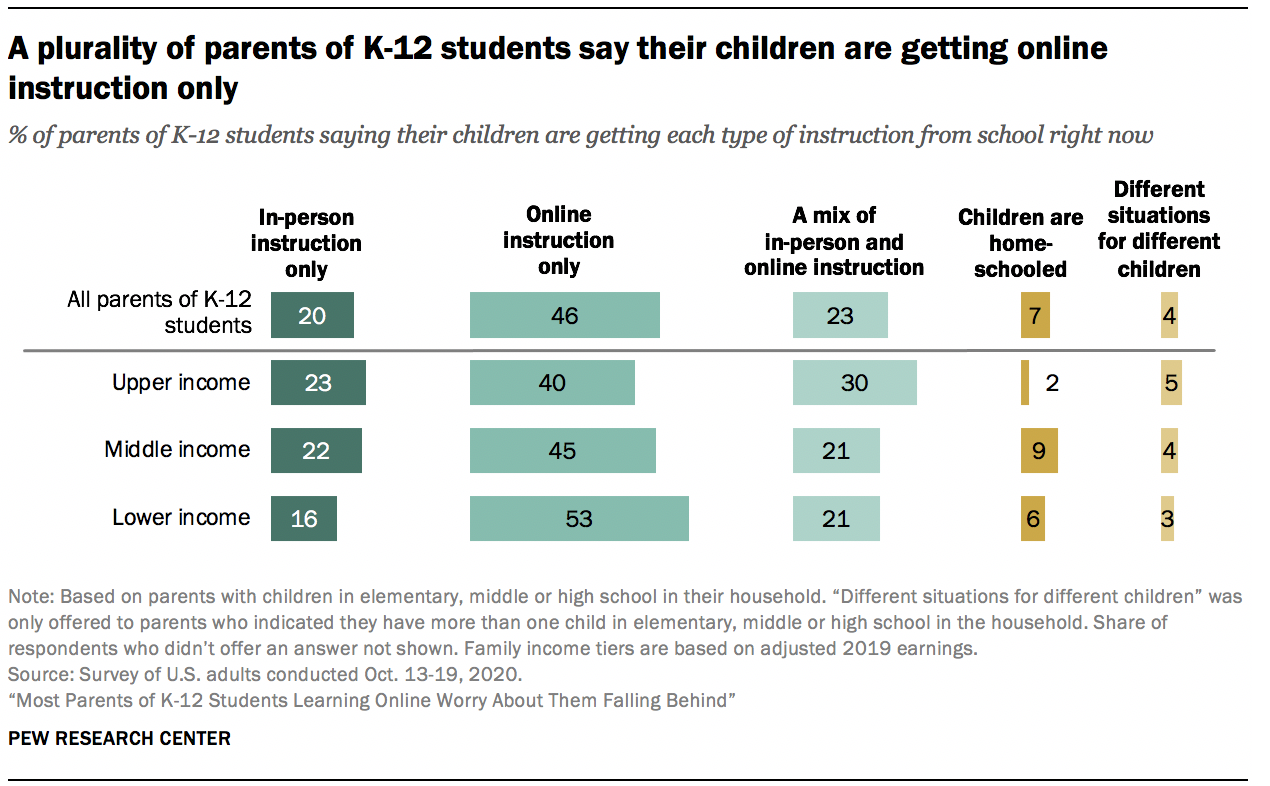 A plurality of parents of K-12 students say their children are getting online
instruction only
% of parents of K-12 students saying their children are getting each type of instruction from school right now
In-person
instruction
only
Online
instruction
only
A mix of
in-person and
online instruction
Children are
home-
schooled
Different
situations
for different
children
All parents of K-12
students
20
46
23
7
4
Upper income
23
40
30
2
5
Middle income
22
45
21
9
4
Lower income
16
53
21
6
3
Note: Based on parents with children in elementary, middle or high school in their household. “Different situations for different children” was
only offered to parents who indicated they have more than one child in elementary, middle or high school in the household. Share of
respondents who didn’t offer an answer not shown. Family income tiers are based on adjusted 2019 earnings.
Source: Survey of U.S. adults conducted Oct. 13-19, 2020.
“Most Parents of K-12 Students Learning Online Worry About Them Falling Behind”
PEW RESEARCH CENTER